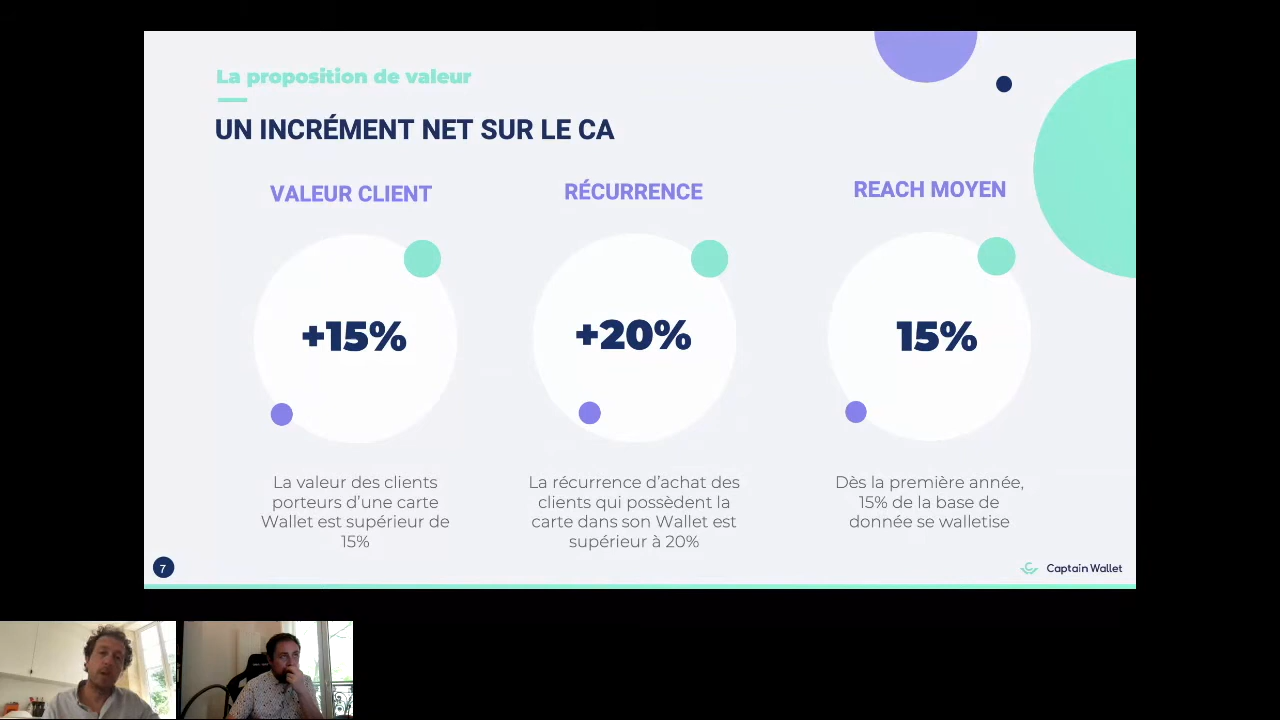 La proposition de valeur
UN INCRÉMENT NET SUR LE CA
VALEUR CLIENT
RÉCURRENCE
REACH MOYEN
+15%
+20%
15%
La valeur des clients
porteurs d’une carte
Wallet est supérieur de
15%
La récurrence d’achat des
clients qui possèdent la
carte dans son Wallet est
supérieur à 20%
Dès la première année,
15% de la base de
donnée se walletise
7
Captain Wallet